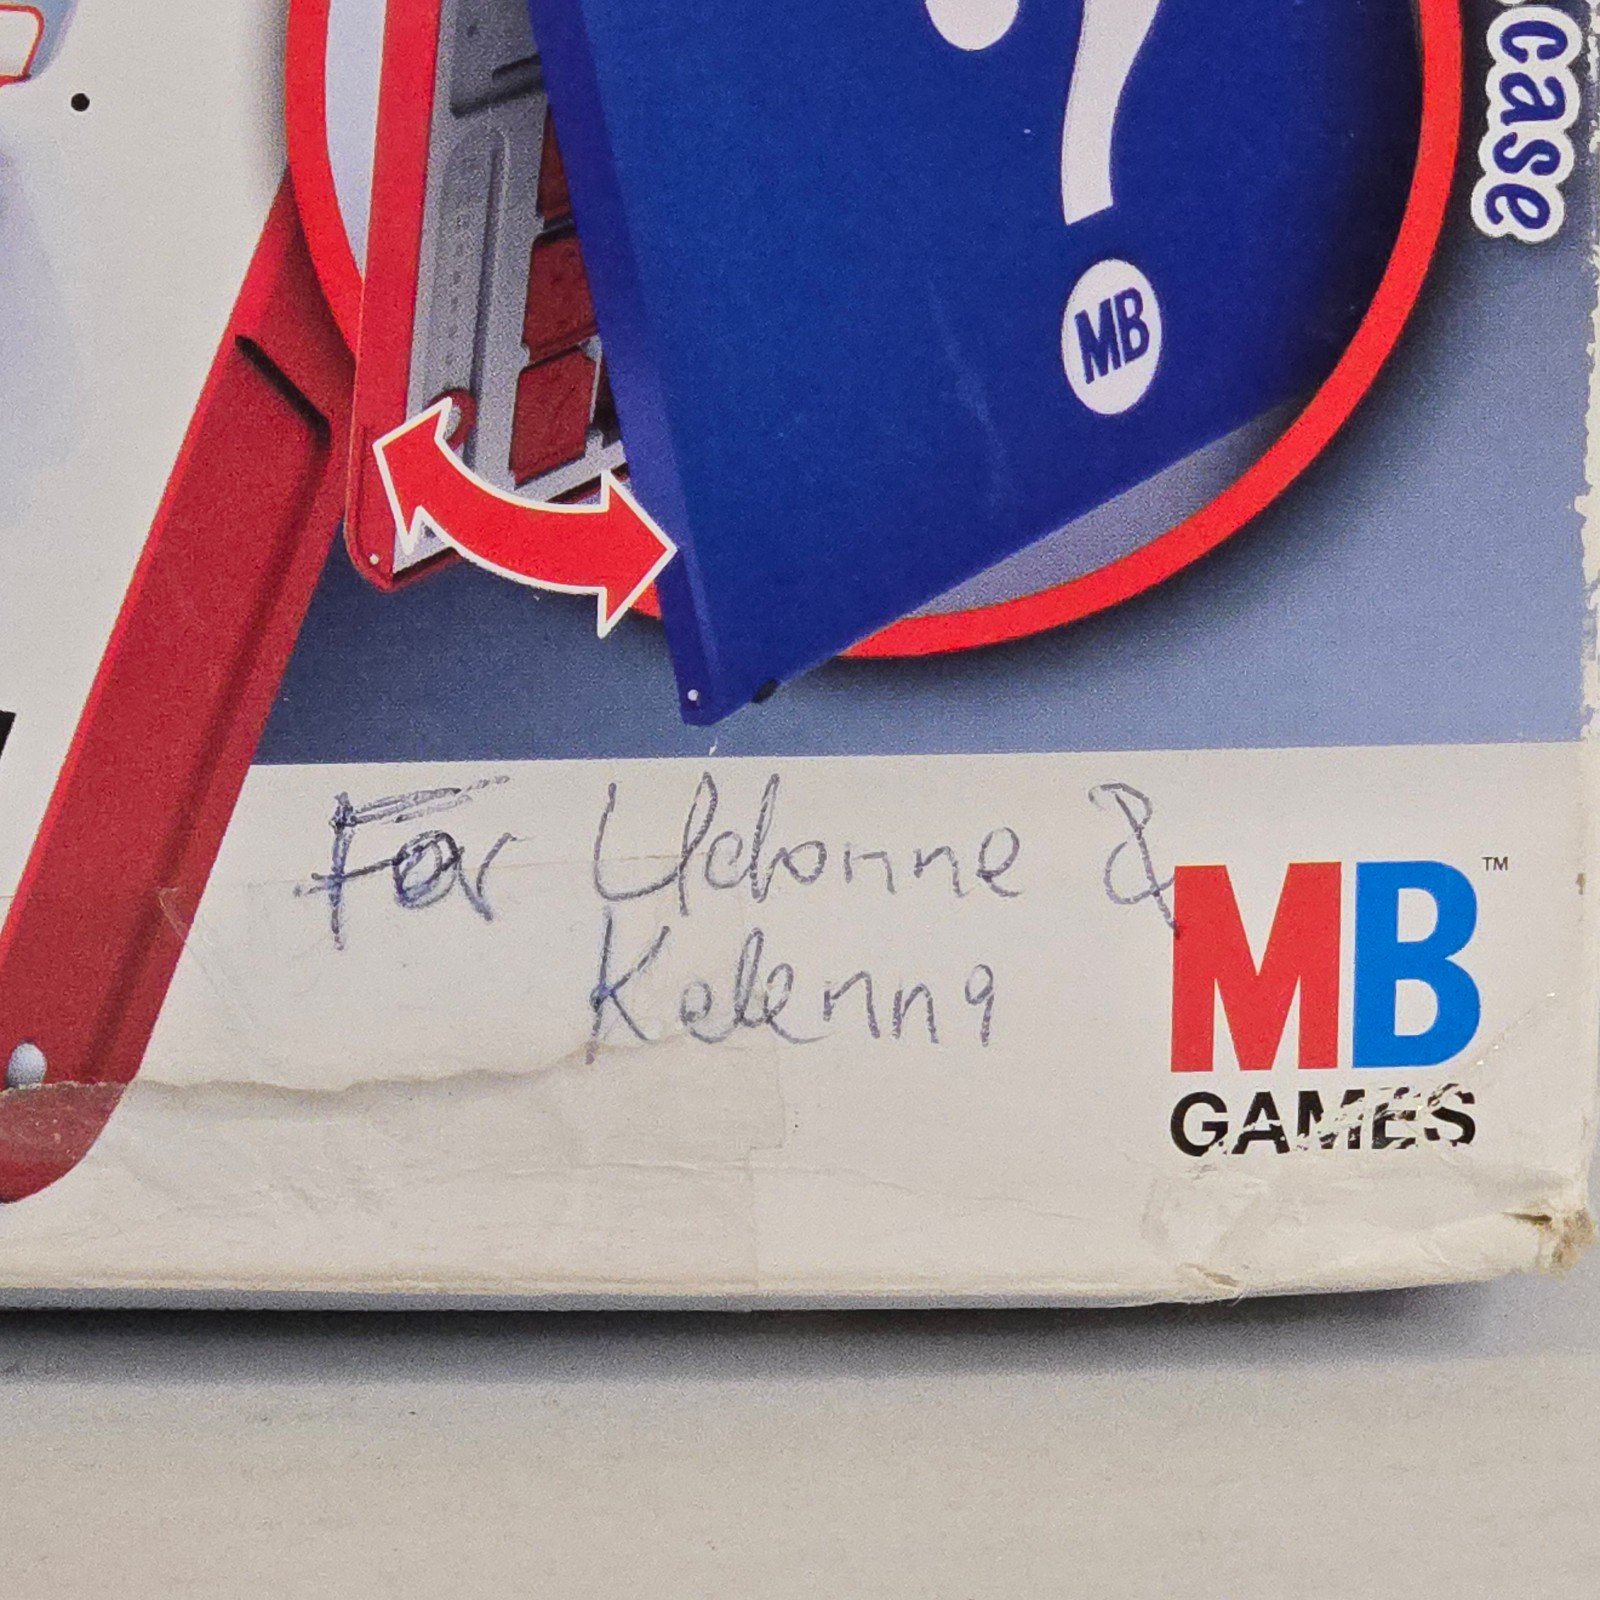 case
?
MB
For Udonne &
Kelenna
MB™
GAMES